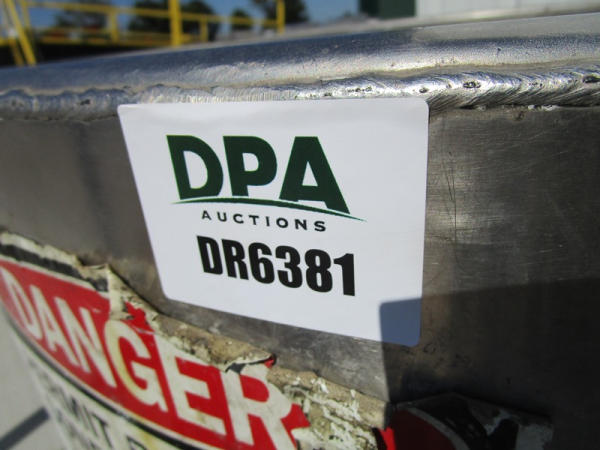 DPA
AUCTIONS
DR6381
DANGER